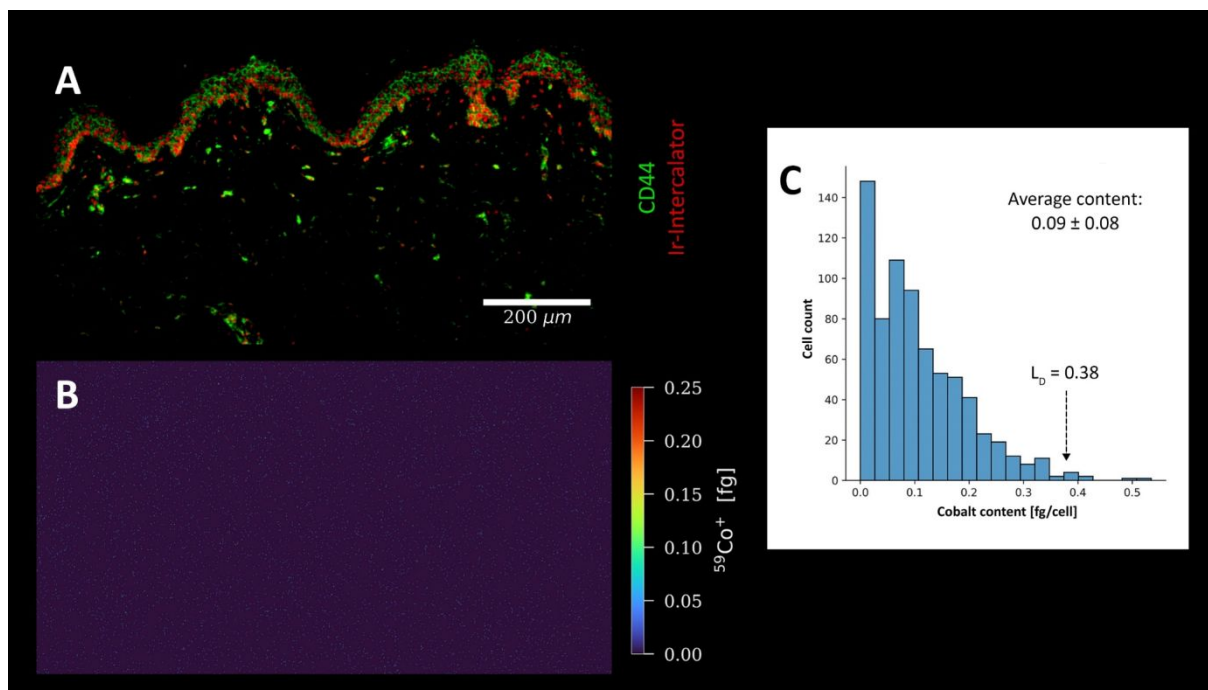 A
CD44
Ir-Intercalator
200 μm
B
0.25
0.20
0.15
0.10
0.05
0.00
⁵⁹Co⁺ [fg]
C
Average content:
0.09 ± 0.08
L_D = 0.38
140
120
100
80
60
40
20
0
Cell count
0.0 0.1 0.2 0.3 0.4 0.5
Cobalt content [fg/cell]